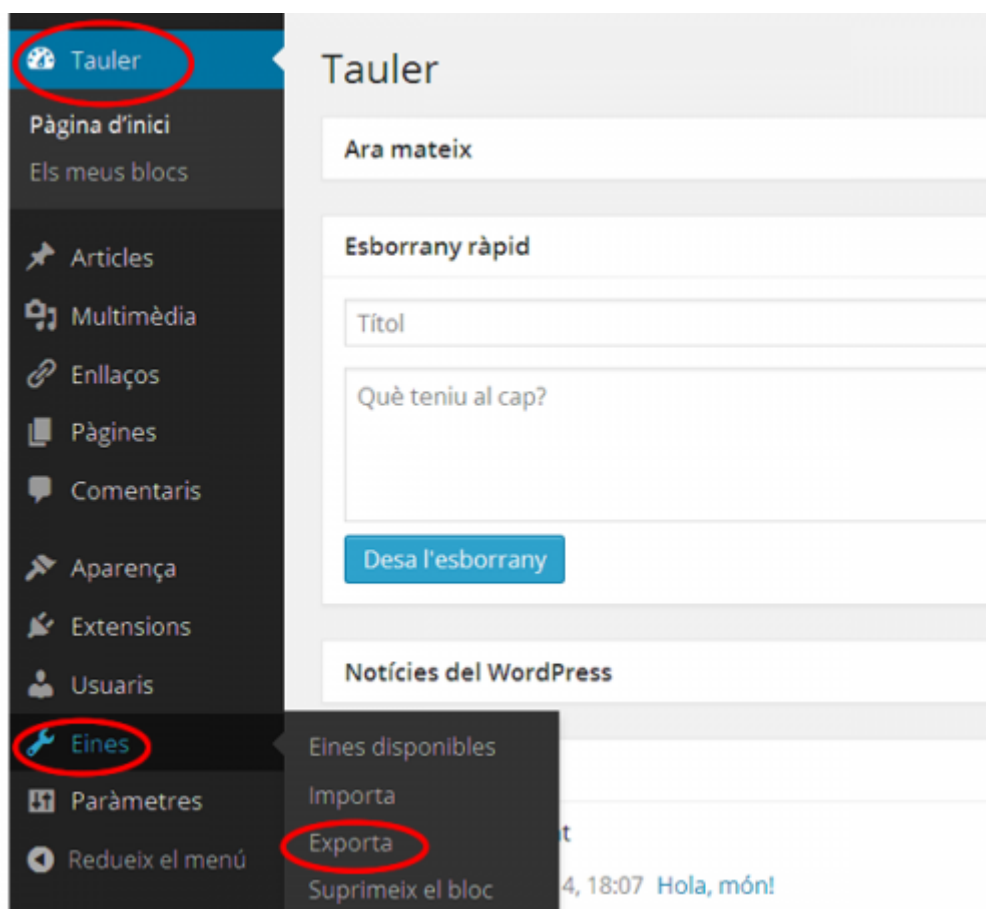 Tauler
Pàgina d'inici
Els meus blocs
Articles
Multimèdia
Enllaços
Pàgines
Comentaris
Aparença
Extensions
Usuaris
Eines
Paràmetres
Redueix el menú
Eines disponibles
Importa
Exporta
Suprimeix el bloc
Tauler
Ara mateix
Esborrany ràpid
Títol
Què teniu al cap?
Desa l'esborrany
Notícies del WordPress
4, 18:07 Hola, món!